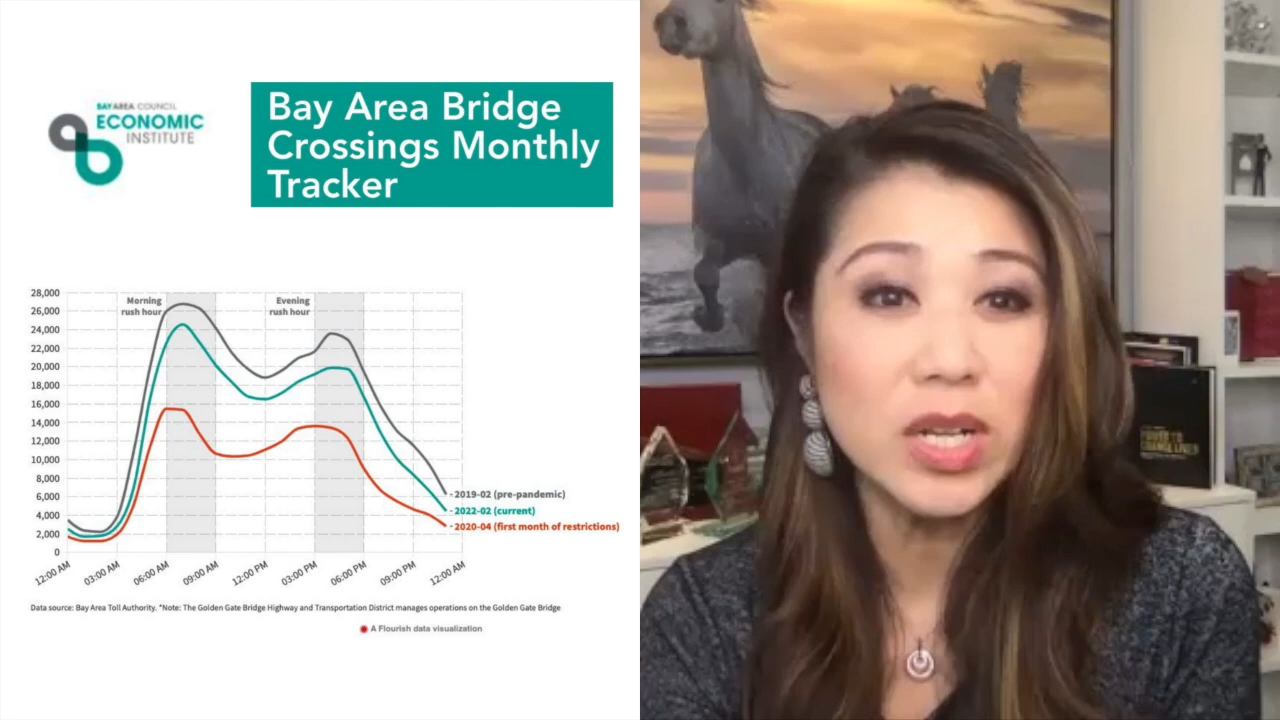 BAY AREA COUNCIL
ECONOMIC
INSTITUTE
Bay Area Bridge
Crossings Monthly
Tracker
28,000
26,000
24,000
22,000
20,000
18,000
16,000
14,000
12,000
10,000
8,000
6,000
4,000
2,000
0
Morning
rush hour
Evening
rush hour
2019-02 (pre-pandemic)
2022-02 (current)
2020-04 (first month of restrictions)
12:00 AM
03:00 AM
06:00 AM
09:00 AM
12:00 PM
03:00 PM
06:00 PM
09:00 PM
12:00 AM
Data source: Bay Area Toll Authority. *Note: The Golden Gate Bridge Highway and Transportation District manages operations on the Golden Gate Bridge
A Flourish data visualization
POWER TO
CHANGE LIVES